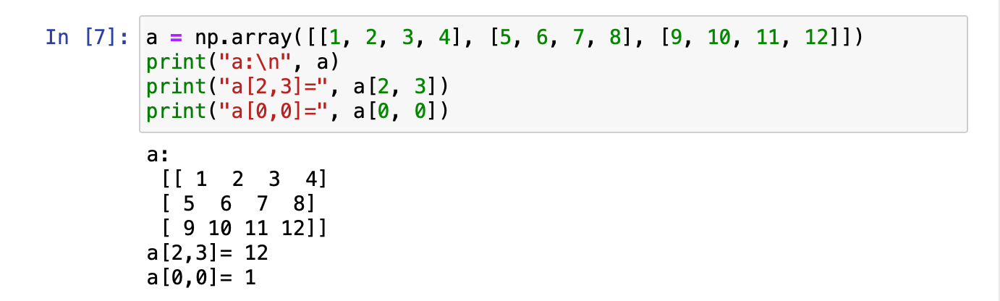 In [7]: a = np.array([[1, 2, 3, 4], [5, 6, 7, 8], [9, 10, 11, 12]])
print("a:\n", a)
print("a[2,3]=", a[2, 3])
print("a[0,0]=", a[0, 0])
a:
 [[ 1  2  3  4]
 [ 5  6  7  8]
 [ 9 10 11 12]]
a[2,3]= 12
a[0,0]= 1